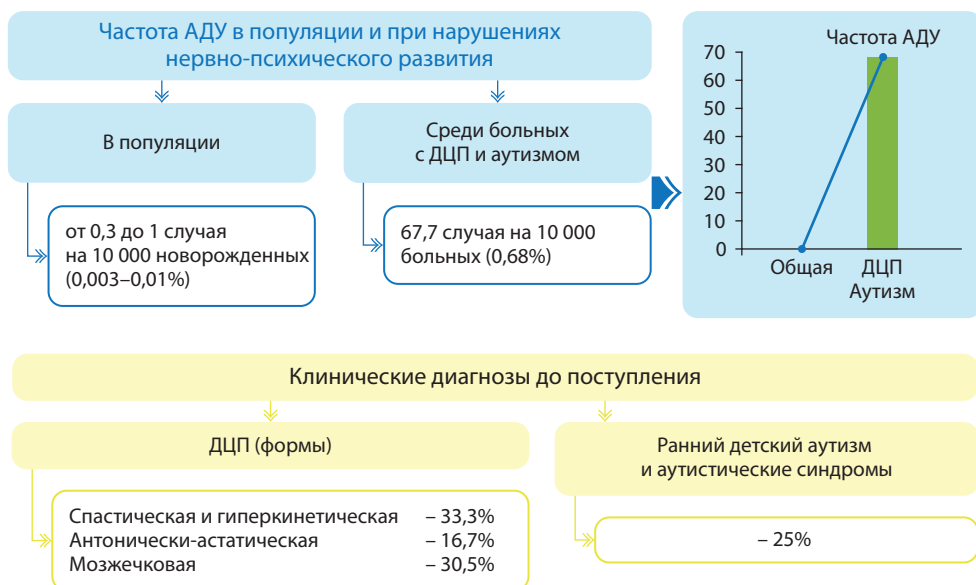 Частота АДУ в популяции и при нарушениях
нервно-психического развития
В популяции
от 0,3 до 1 случая
на 10 000 новорожденных
(0,003–0,01%)
Среди больных
с ДЦП и аутизмом
67,7 случая на 10 000
больных (0,68%)
Частота АДУ
70
60
50
40
30
20
10
0
Общая
ДЦП
Аутизм
Клинические диагнозы до поступления
ДЦП (формы)
Спастическая и гиперкинетическая – 33,3%
Антонически-астатическая – 16,7%
Мозжечковая – 30,5%
Ранний детский аутизм
и аутистические синдромы
– 25%